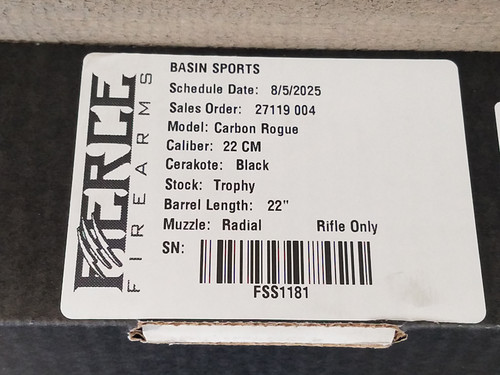 BASIN SPORTS
Schedule Date: 8/5/2025
Sales Order: 27119 004
Model: Carbon Rogue
Caliber: 22 CM
Cerakote: Black
Stock: Trophy
Barrel Length: 22"
Muzzle: Radial Rifle Only
SN:
FSS1181
FIERCE
FIREARMS